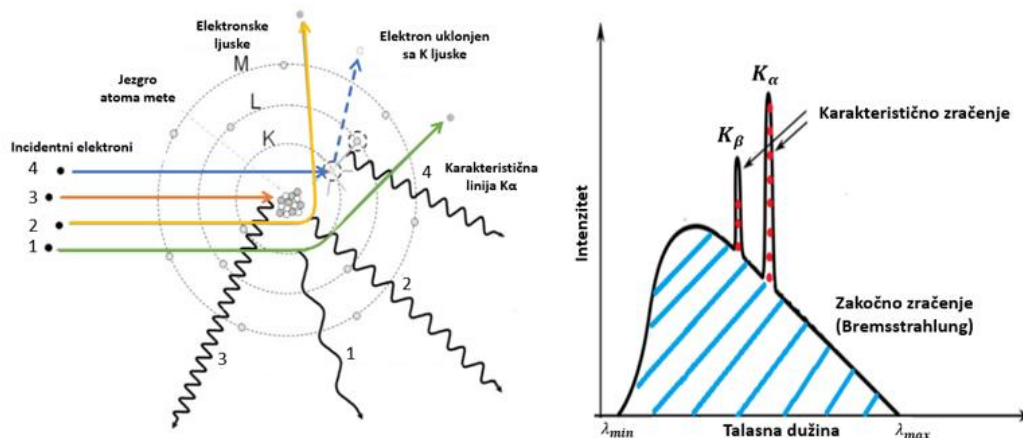 Elektronske
ljuske
Elektron uklonjen
sa K ljuske
M
Jezgro
atoma mete
L
K
Incidentni elektroni
4
3
2
1
Karakteristična
linija Kα
4
2
1
3
Intenzitet
Kα
Kβ
Karakteristično zračenje
Zakočno zračenje
(Bremsstrahlung)
λmin
Talasna dužina
λmax